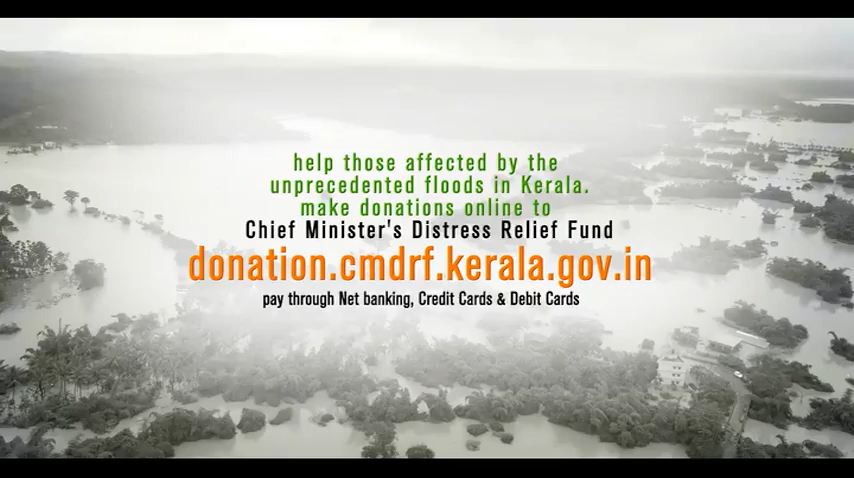 help those affected by the
unprecedented floods in Kerala.
make donations online to
Chief Minister's Distress Relief Fund
donation.cmdrf.kerala.gov.in
pay through Net banking, Credit Cards & Debit Cards